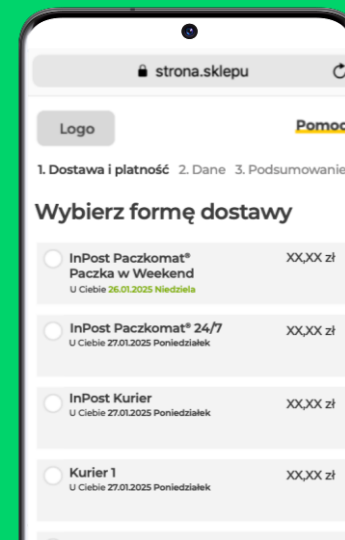 strona.sklepu
Logo
Pomoc
1. Dostawa i płatność 2. Dane 3. Podsumowanie
Wybierz formę dostawy
InPost Paczkomat® XX,XX zł
Paczka w Weekend
U Ciebie 26.01.2025 Niedziela
InPost Paczkomat® 24/7 XX,XX zł
U Ciebie 27.01.2025 Poniedziałek
InPost Kurier XX,XX zł
U Ciebie 27.01.2025 Poniedziałek
Kurier 1 XX,XX zł
U Ciebie 27.01.2025 Poniedziałek